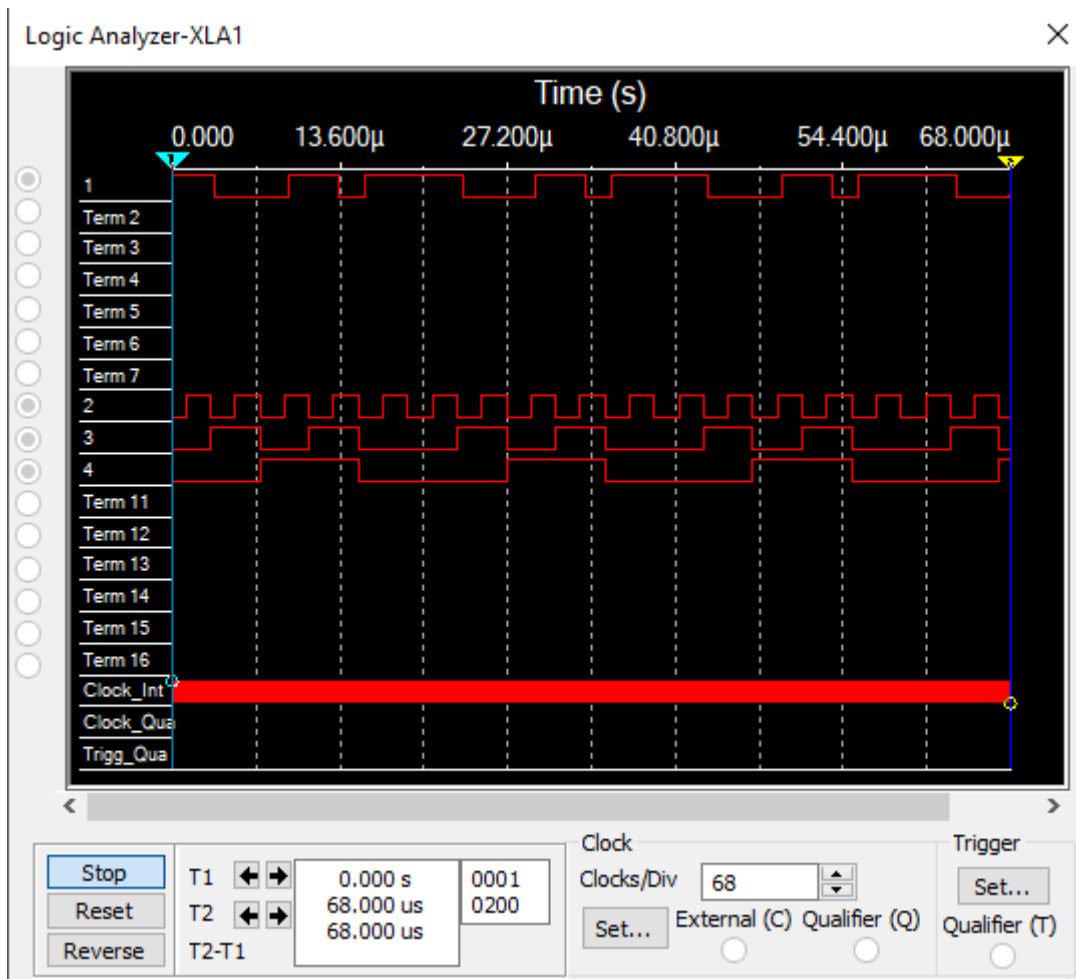 Logic Analyzer-XLA1
Time (s)
0.000 13.600µ 27.200µ 40.800µ 54.400µ 68.000µ
1
Term 2
Term 3
Term 4
Term 5
Term 6
Term 7
2
3
4
Term 11
Term 12
Term 13
Term 14
Term 15
Term 16
Clock_Int
Clock_Qua
Trigg_Qua
Stop
Reset
Reverse
T1 0.000 s 0001
T2 68.000 us 0200
T2-T1 68.000 us
Clock
Clocks/Div 68
Set... External (C) Qualifier (Q)
Trigger
Set...
Qualifier (T)